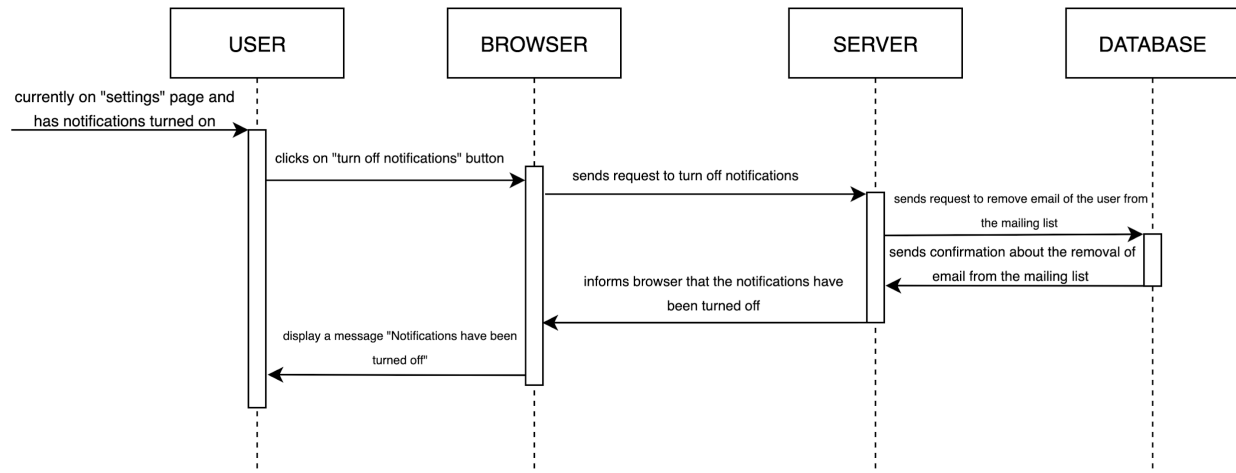 USER
BROWSER
SERVER
DATABASE
currently on "settings" page and
has notifications turned on
clicks on "turn off notifications" button
sends request to turn off notifications
sends request to remove email of the user from
the mailing list
sends confirmation about the removal of
email from the mailing list
informs browser that the notifications have
been turned off
display a message "Notifications have been
turned off"